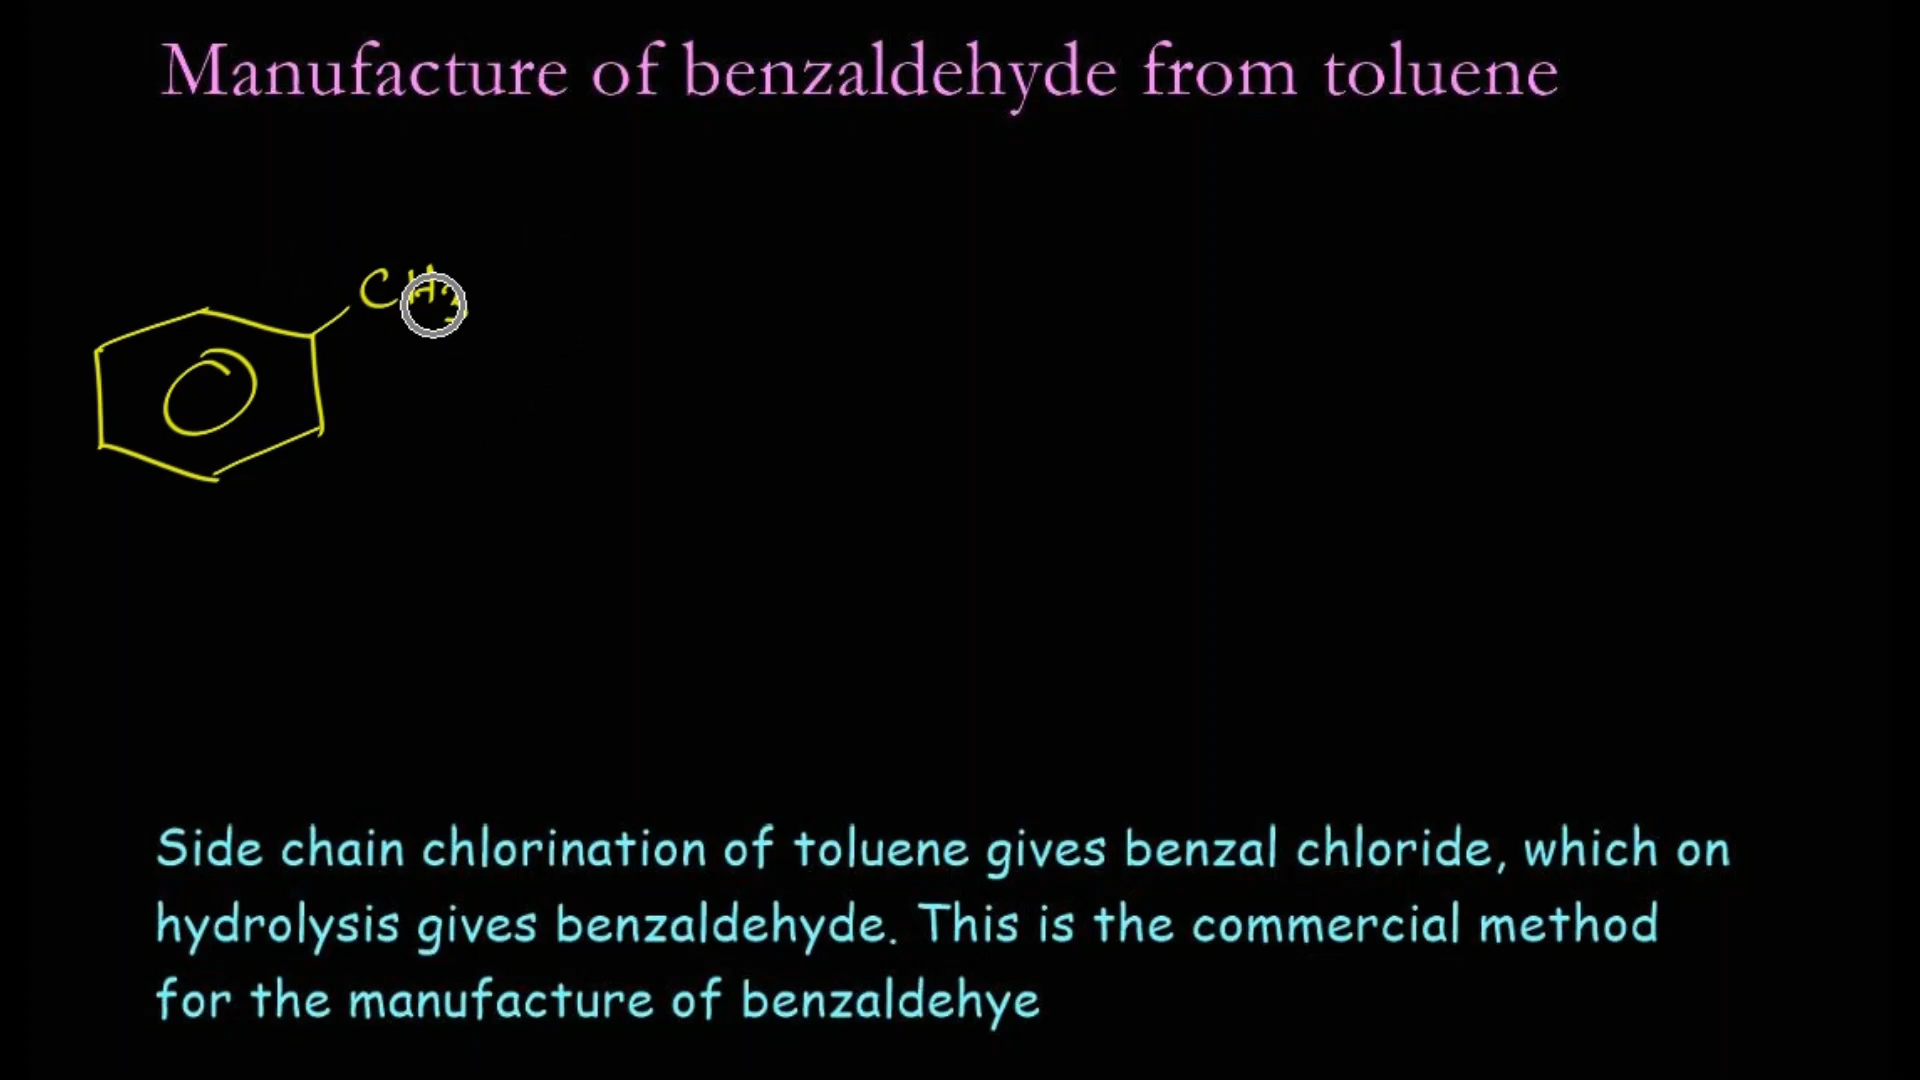 Manufacture of benzaldehyde from toluene
CH3
Side chain chlorination of toluene gives benzal chloride, which on
hydrolysis gives benzaldehyde. This is the commercial method
for the manufacture of benzaldehye